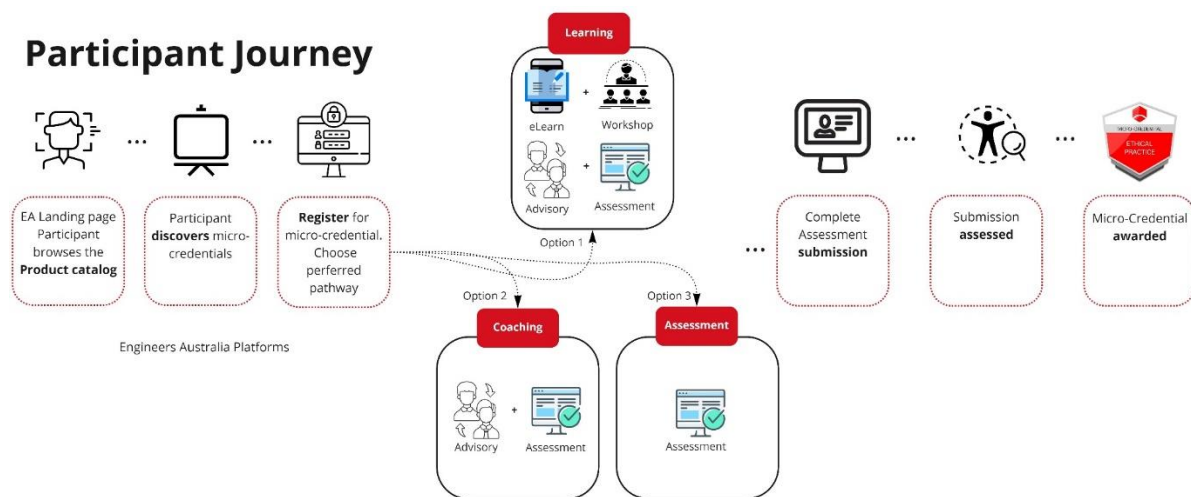 Participant Journey
EA Landing page
Participant
browses the
Product catalog
Participant
discovers micro-
credentials
Register for
micro-credential.
Choose
perferred
pathway
Engineers Australia Platforms
Learning
+
eLearn
Workshop
+
Advisory
Assessment
Option 1
Option 2
Coaching
+
Advisory
Assessment
Option 3
Assessment
Assessment
Complete
Assessment
submission
Submission
assessed
MICRO-CREDENTIAL
ETHICAL
PRACTICE
Micro-Credential
awarded